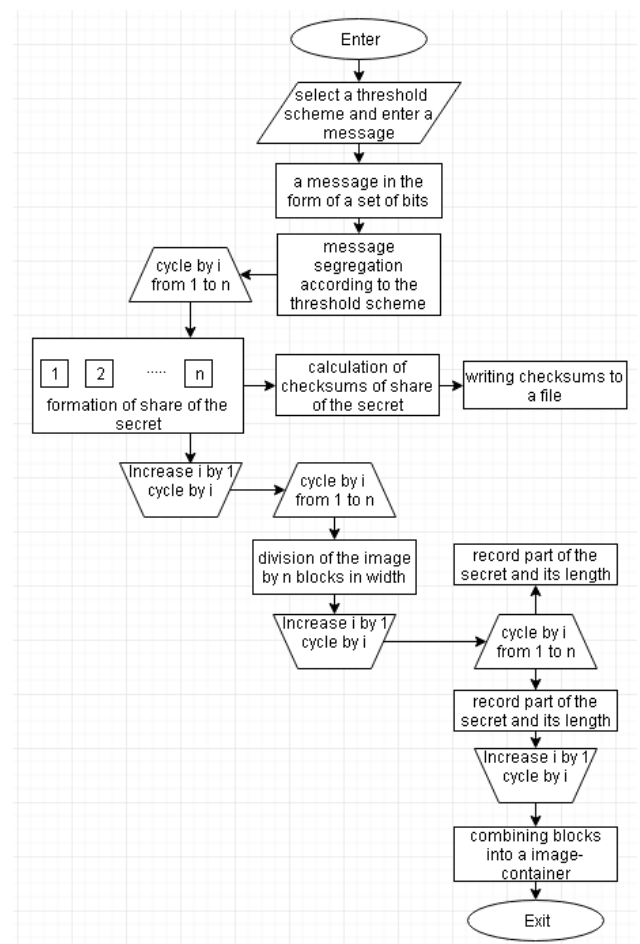 Enter
select a threshold
scheme and enter a
message
a message in the
form of a set of bits
message
segregation
according to the
threshold scheme
cycle by i
from 1 to n
1 2 ..... n
formation of share of the
secret
calculation of
checksums of share
of the secret
writing checksums to
a file
Increase i by 1
cycle by i
cycle by i
from 1 to n
division of the image
by n blocks in width
Increase i by 1
cycle by i
record part of the
secret and its length
cycle by i
from 1 to n
record part of the
secret and its length
Increase i by 1
cycle by i
combining blocks
into a image-
container
Exit